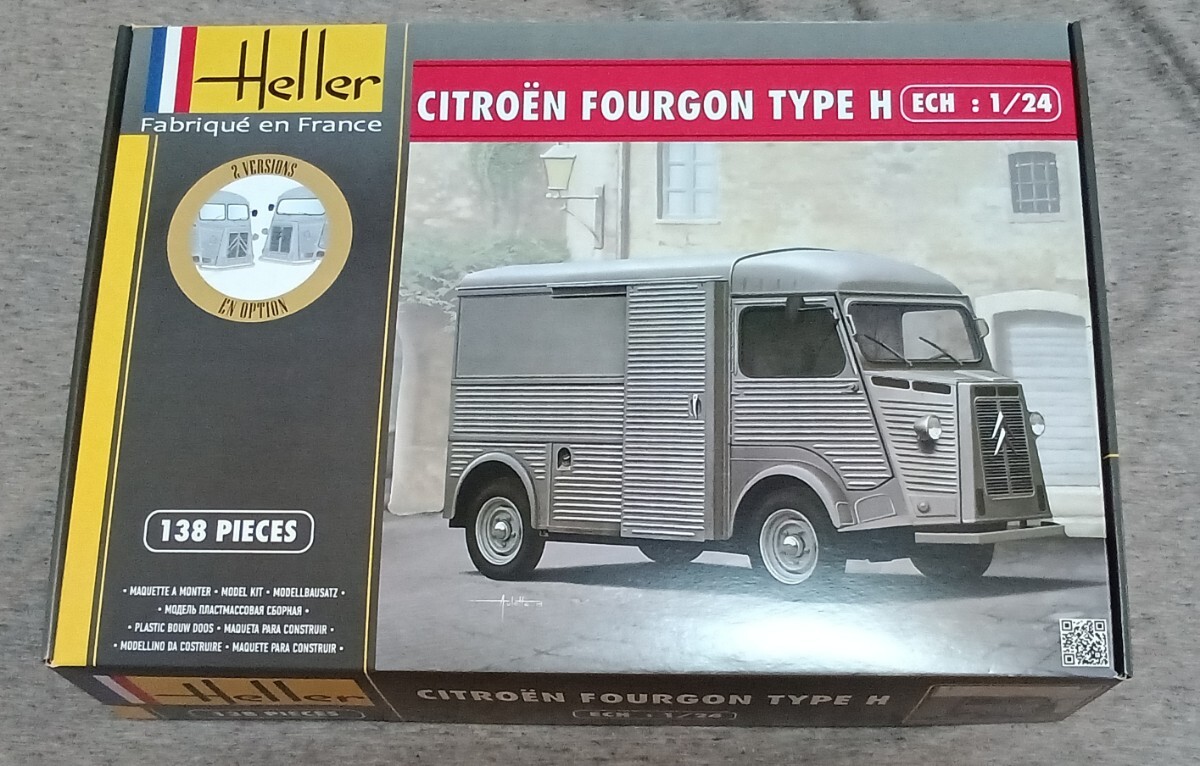 Heller
Fabriqué en France
CITROËN FOURGON TYPE H ECH : 1/24
2 VERSIONS
EN OPTION
138 PIECES
• MAQUETTE A MONTER • MODEL KIT • MODELLBAUSATZ •
• МОДЕЛЬ ПЛАСТМАССОВАЯ СБОРНАЯ •
• PLASTIC BOUW DOOS • MAQUETA PARA CONSTRUIR •
• MODELLINO DA COSTRUIRE • MAQUETE PARA CONSTRUIR •
Heller
138 PIECES
CITROËN FOURGON TYPE H
ECH : 1/24